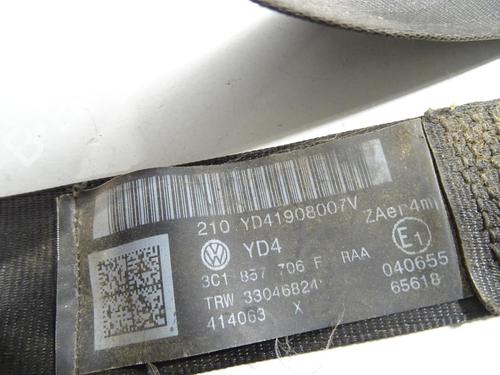 210 YD41908007V
ZAer4m
YD4
E1
3C1 857 706 F RAA
040655
TRW 33046824
65618
414063 X